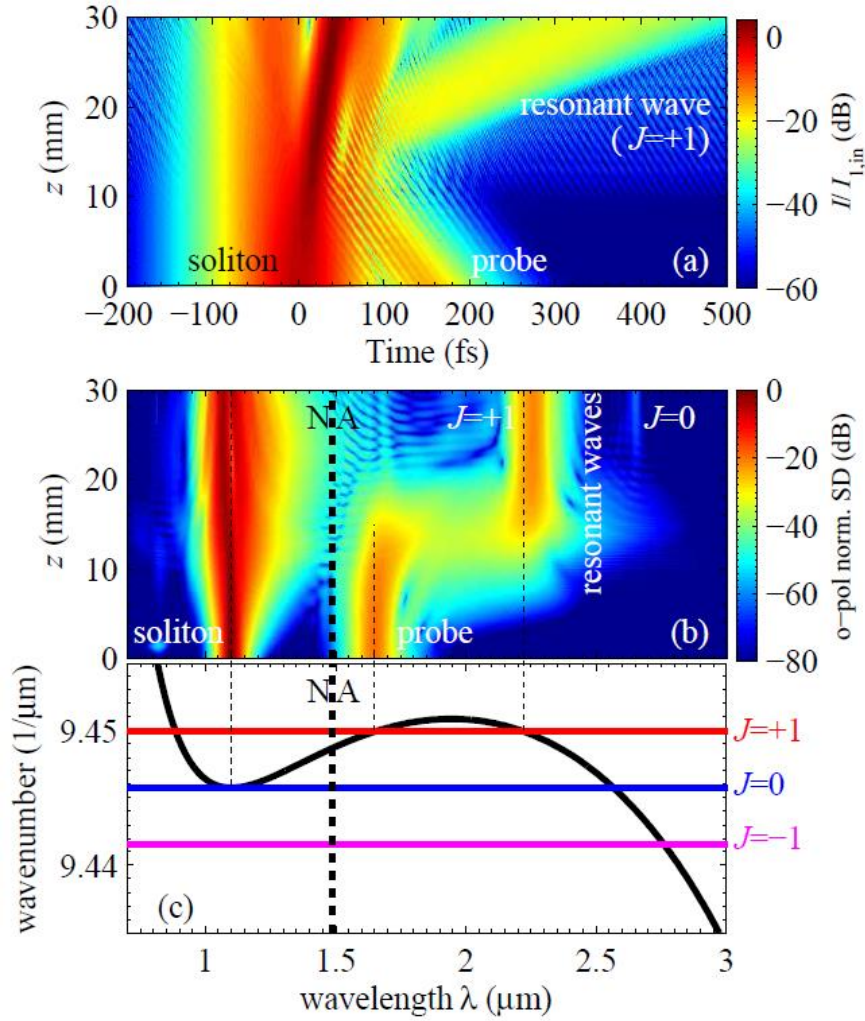 30
20
10
0
z (mm)
soliton
probe
resonant wave
(J=+1)
(a)
−200 −100 0 100 200 300 400 500
Time (fs)
0
−20
−40
−60
I/I1,in (dB)
30
20
10
0
z (mm)
NA
J=+1
J=0
resonant waves
soliton
probe
(b)
0
−20
−40
−60
−80
o-pol norm. SD (dB)
NA
9.45
9.44
wavenumber (1/μm)
J=+1
J=0
J=−1
(c)
1 1.5 2 2.5 3
wavelength λ (μm)